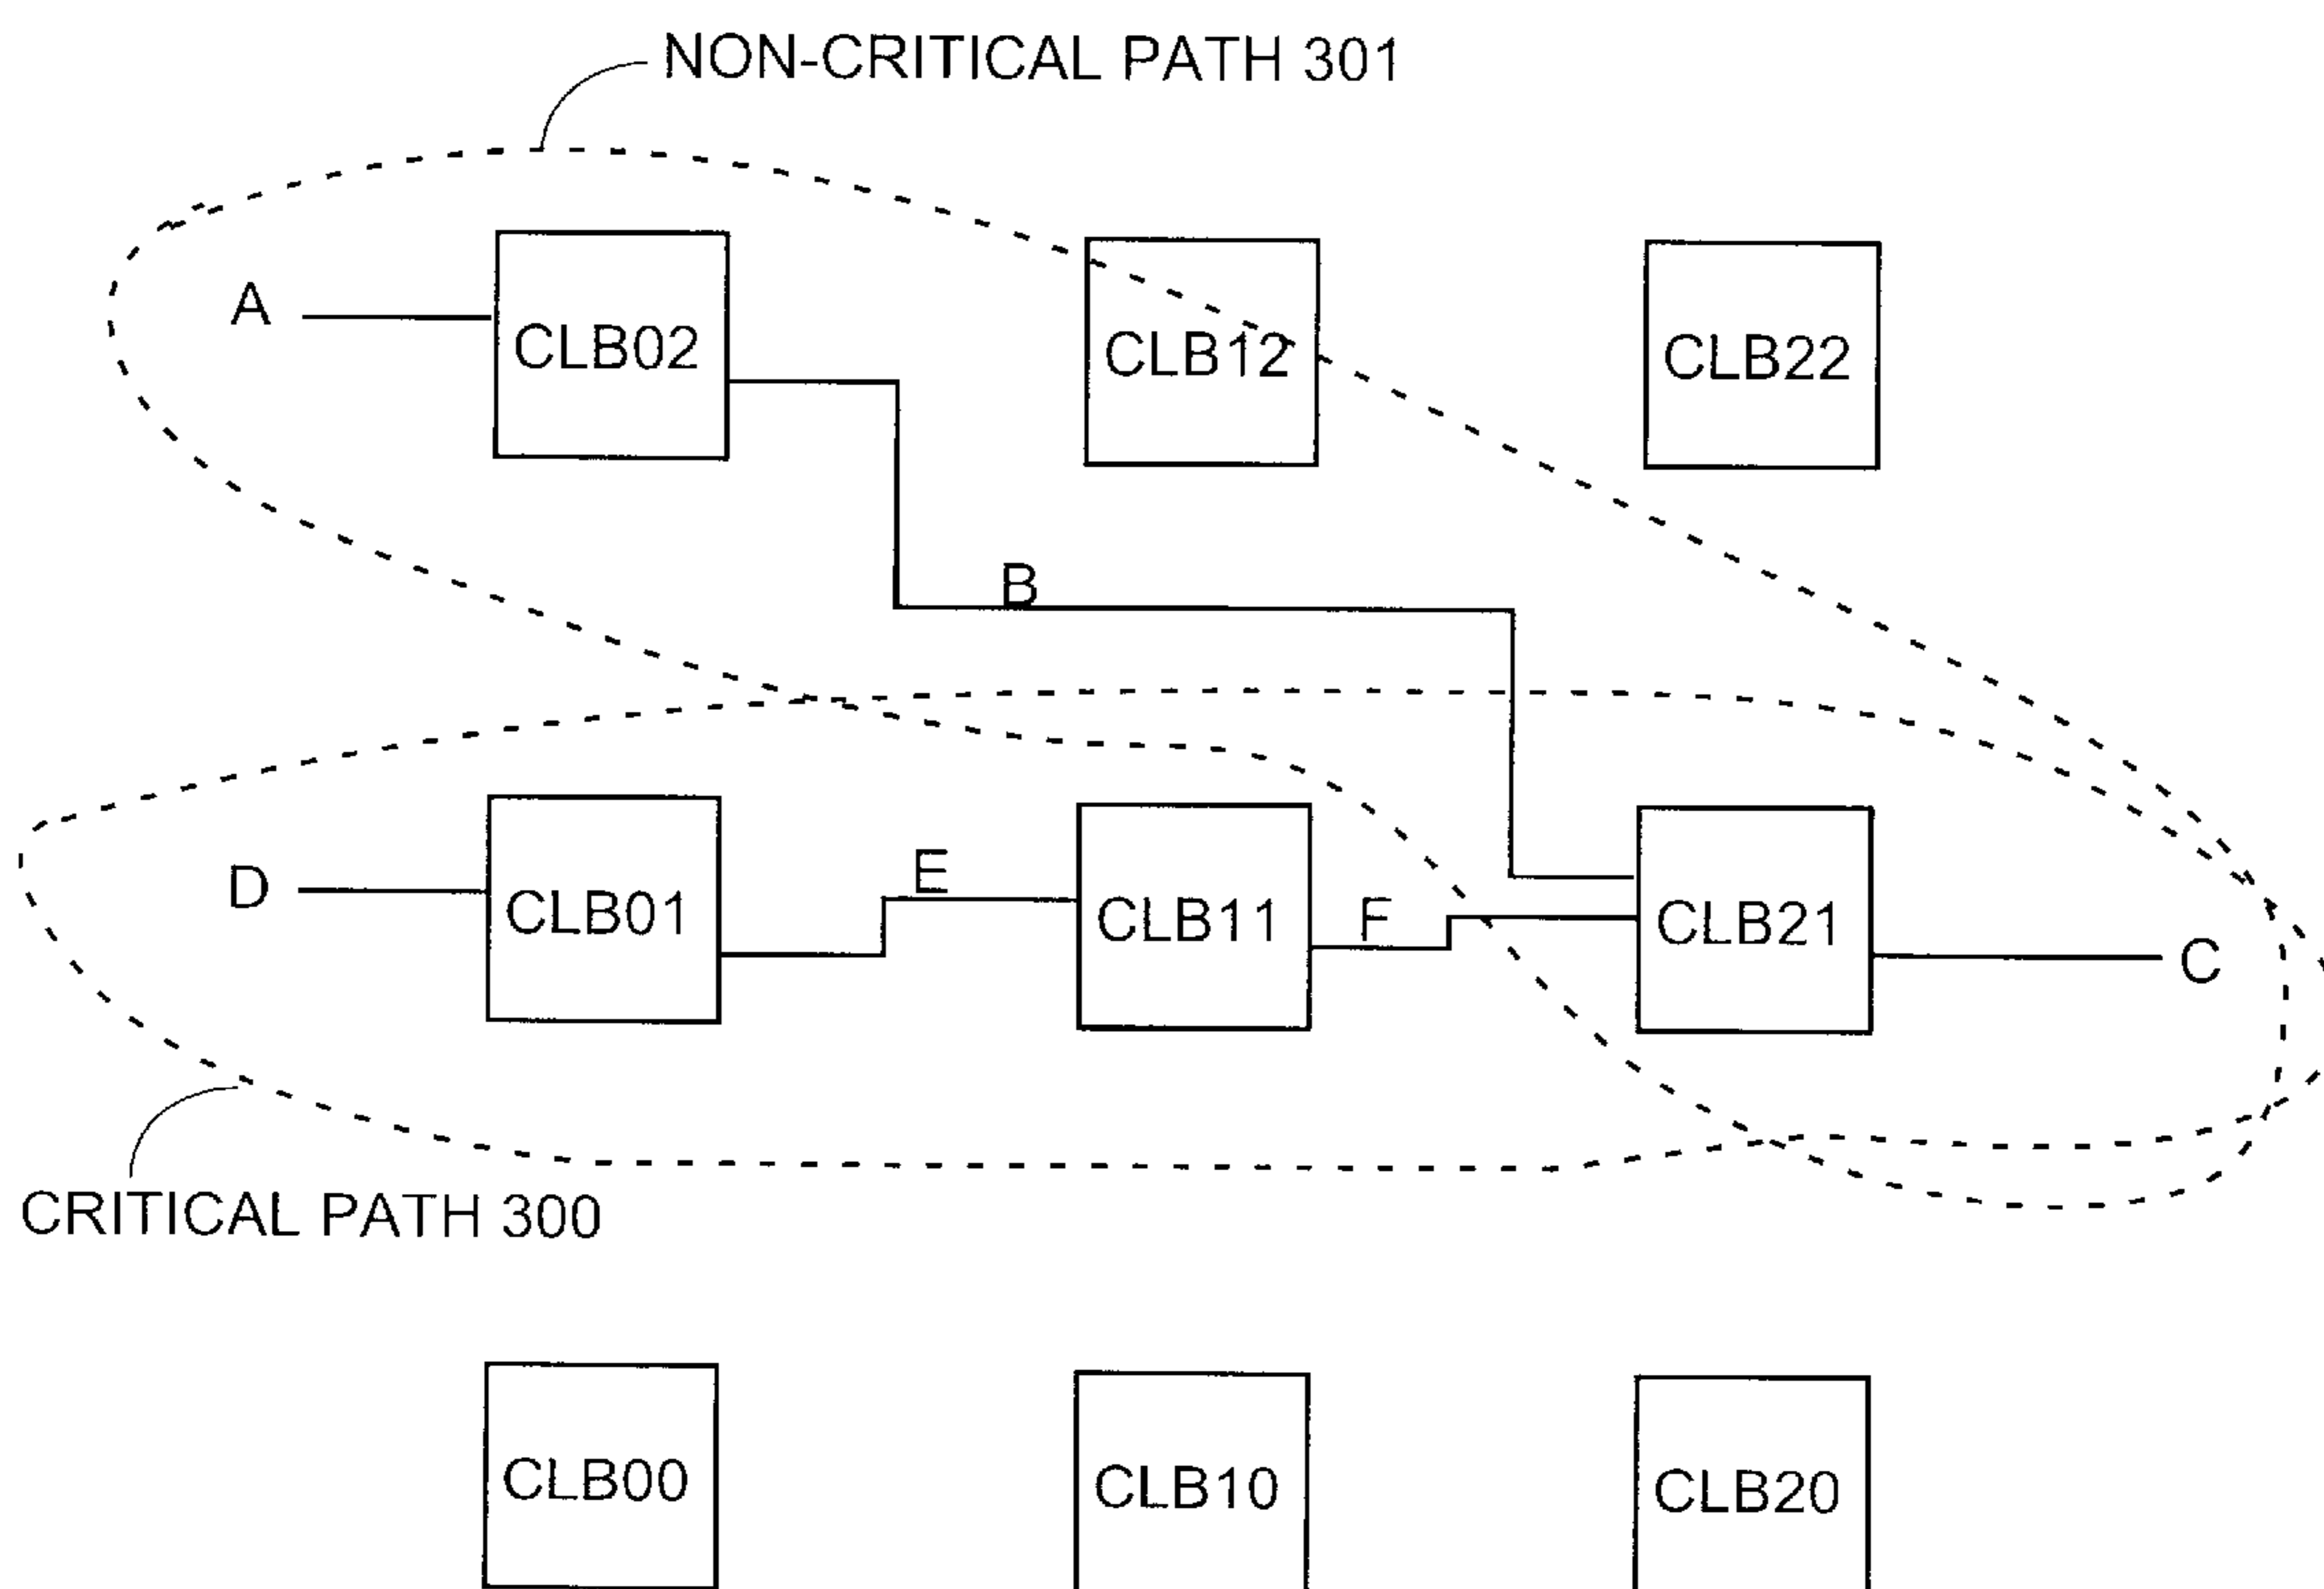 NON-CRITICAL PATH 301
A
CLB02
CLB12
CLB22
B
D
CLB01
E
CLB11
F
CLB21
C
CRITICAL PATH 300
CLB00
CLB10
CLB20